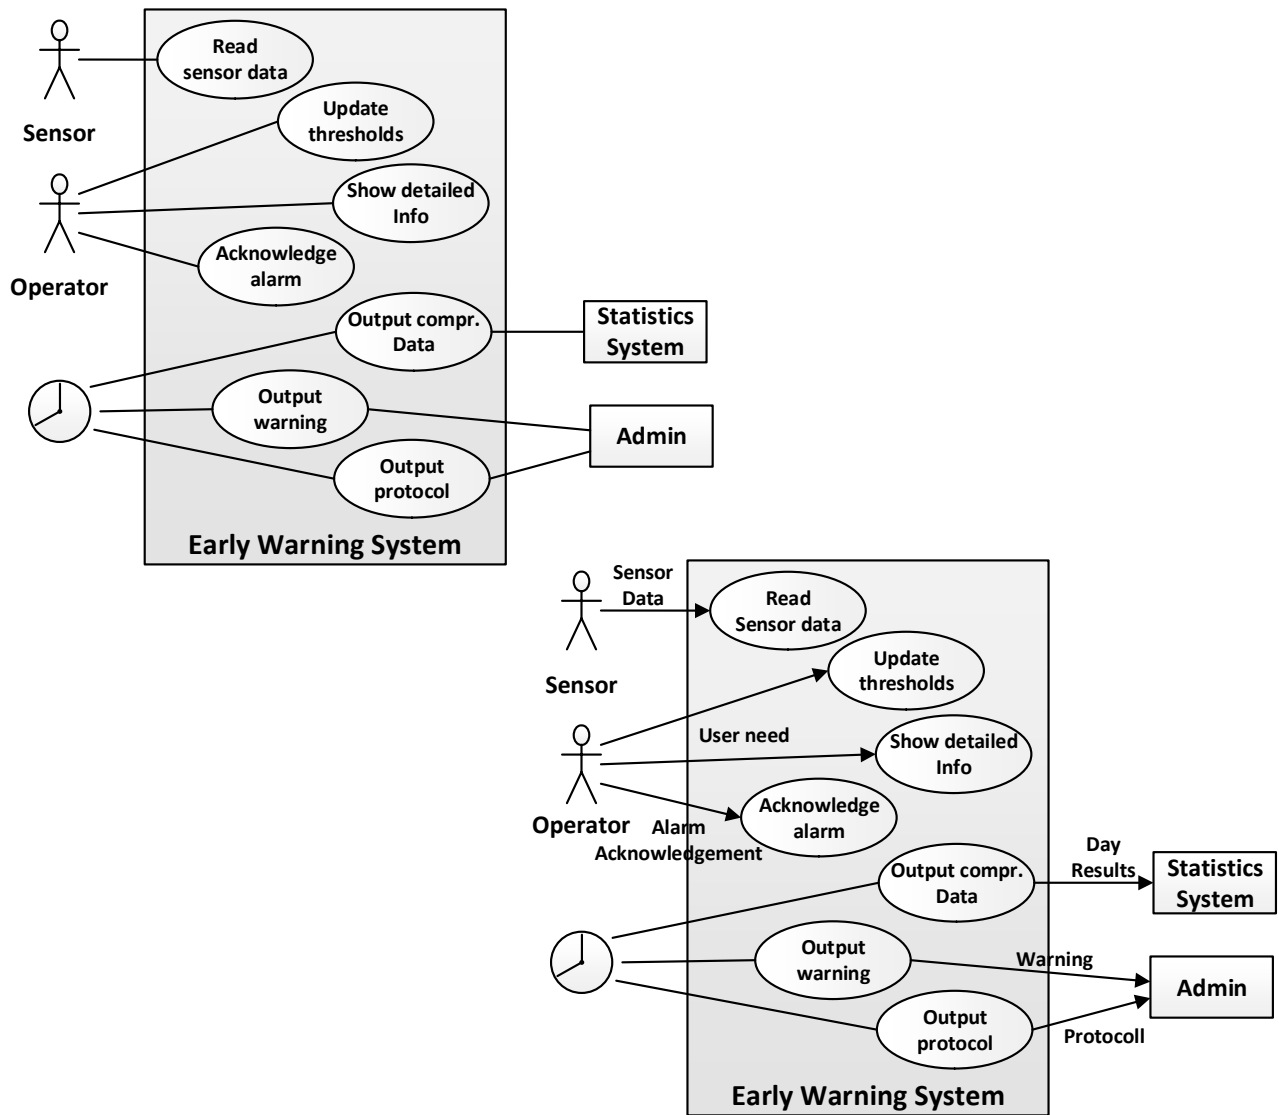 Read
sensor data
Sensor
Update
thresholds
Show detailed
Info
Operator
Acknowledge
alarm
Output compr.
Data
Statistics
System
Output
warning
Admin
Output
protocol
Early Warning System
Sensor
Data
Read
Sensor data
Sensor
Update
thresholds
User need
Show detailed
Info
Operator
Alarm
Acknowledgement
Acknowledge
alarm
Output compr.
Data
Day
Results
Statistics
System
Output
warning
Warning
Admin
Output
protocol
Protocoll
Early Warning System